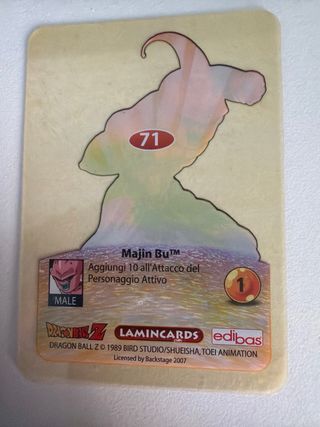 71
Majin Bu™
Aggiungi 10 all'Attacco del
Personaggio Attivo
MALE
1
DRAGON BALL Z
LAMINCARDS
edibas
DRAGON BALL Z © 1989 BIRD STUDIO/SHUEISHA, TOEI ANIMATION
Licensed by Backstage 2007